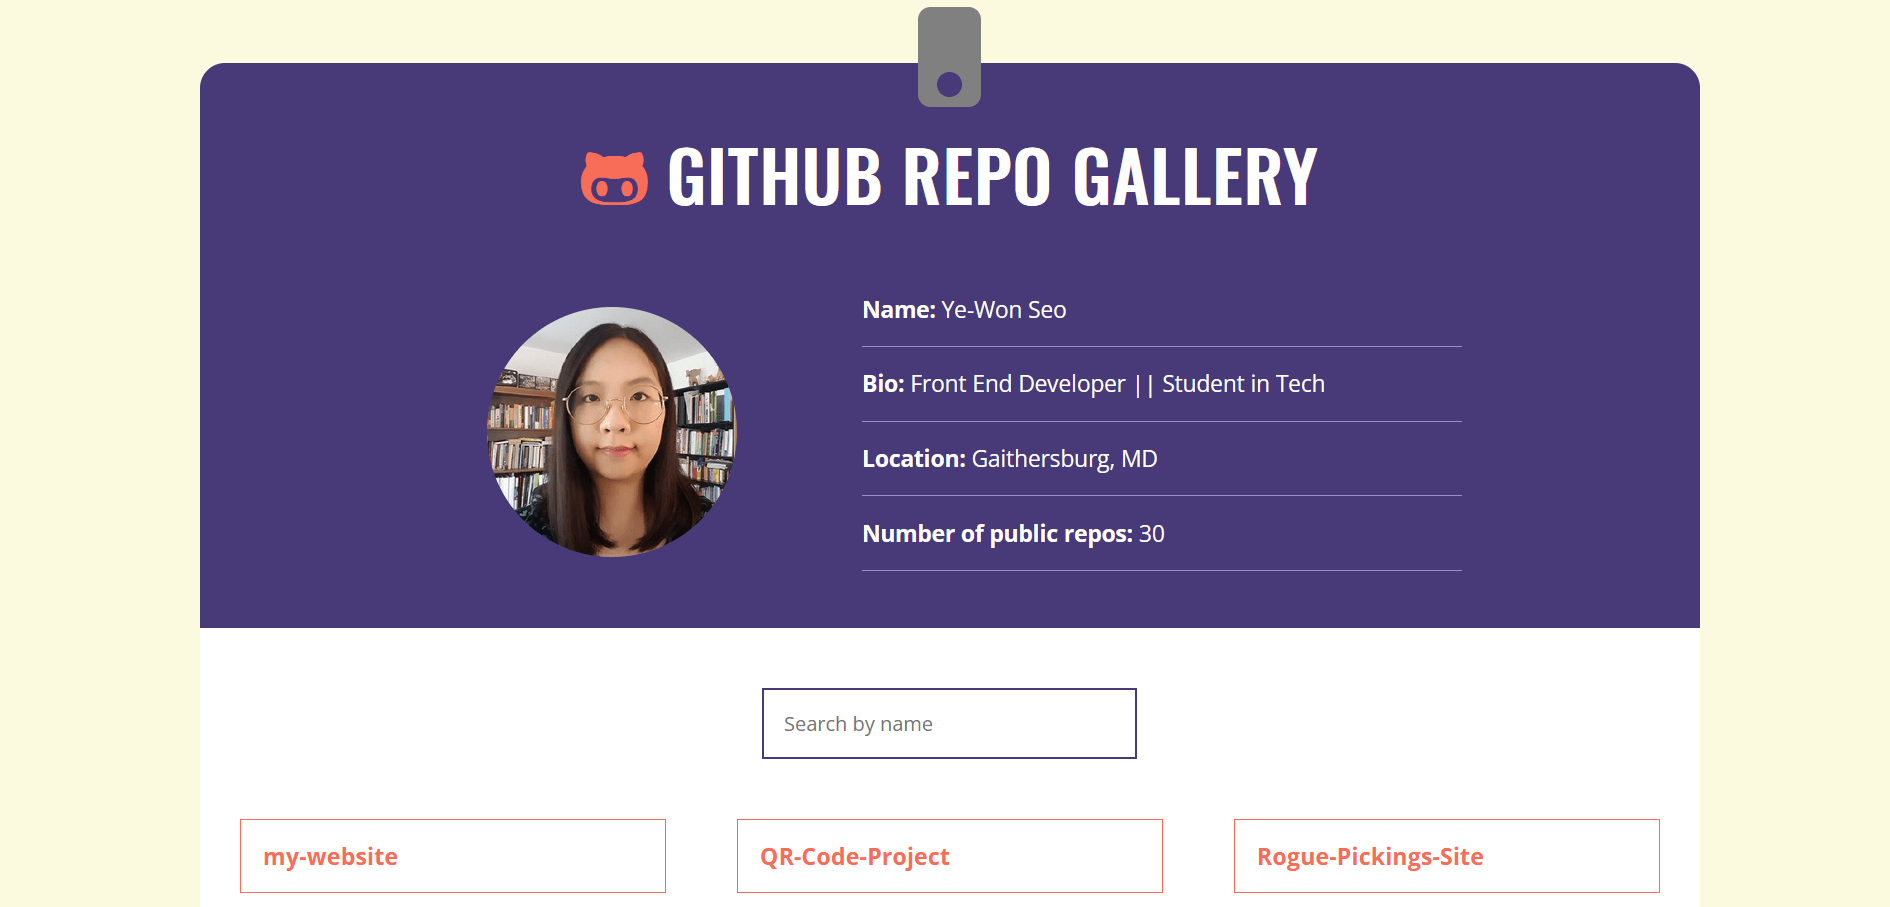 GITHUB REPO GALLERY
Name: Ye-Won Seo
Bio: Front End Developer || Student in Tech
Location: Gaithersburg, MD
Number of public repos: 30
Search by name
my-website
QR-Code-Project
Rogue-Pickings-Site